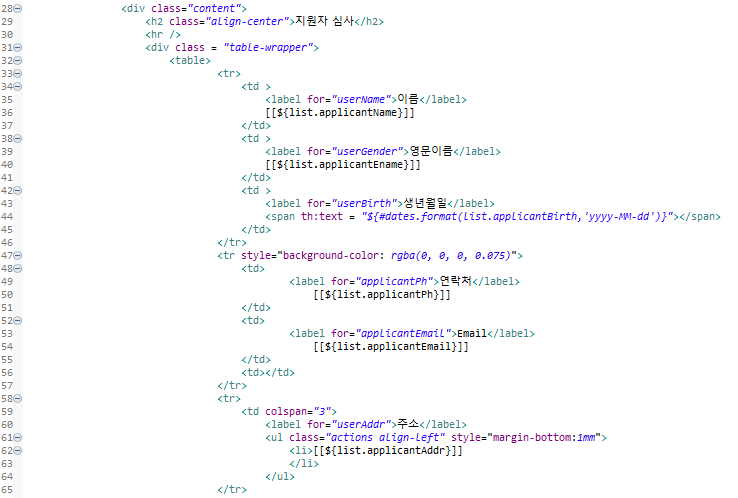 28 <div class="content">
29 <h2 class="align-center">지원자 심사</h2>
30 <hr />
31 <div class = "table-wrapper">
32 <table>
33 <tr>
34 <td >
35 <label for="userName">이름</label>
36 [[${list.applicantName}]]
37 </td>
38 <td >
39 <label for="userGender">영문이름</label>
40 [[${list.applicantEname}]]
41 </td>
42 <td >
43 <label for="userBirth">생년월일</label>
44 <span th:text = "${#dates.format(list.applicantBirth,'yyyy-MM-dd')}"></span>
45 </td>
46 </tr>
47 <tr style="background-color: rgba(0, 0, 0, 0.075)">
48 <td>
49 <label for="applicantPh">연락처</label>
50 [[${list.applicantPh}]]
51 </td>
52 <td>
53 <label for="applicantEmail">Email</label>
54 [[${list.applicantEmail}]]
55 </td>
56 <td></td>
57 </tr>
58 <tr>
59 <td colspan="3">
60 <label for="userAddr">주소</label>
61 <ul class="actions align-left" style="margin-bottom:1mm">
62 <li>[[${list.applicantAddr}]]
63 </li>
64 </ul>
65 </tr>